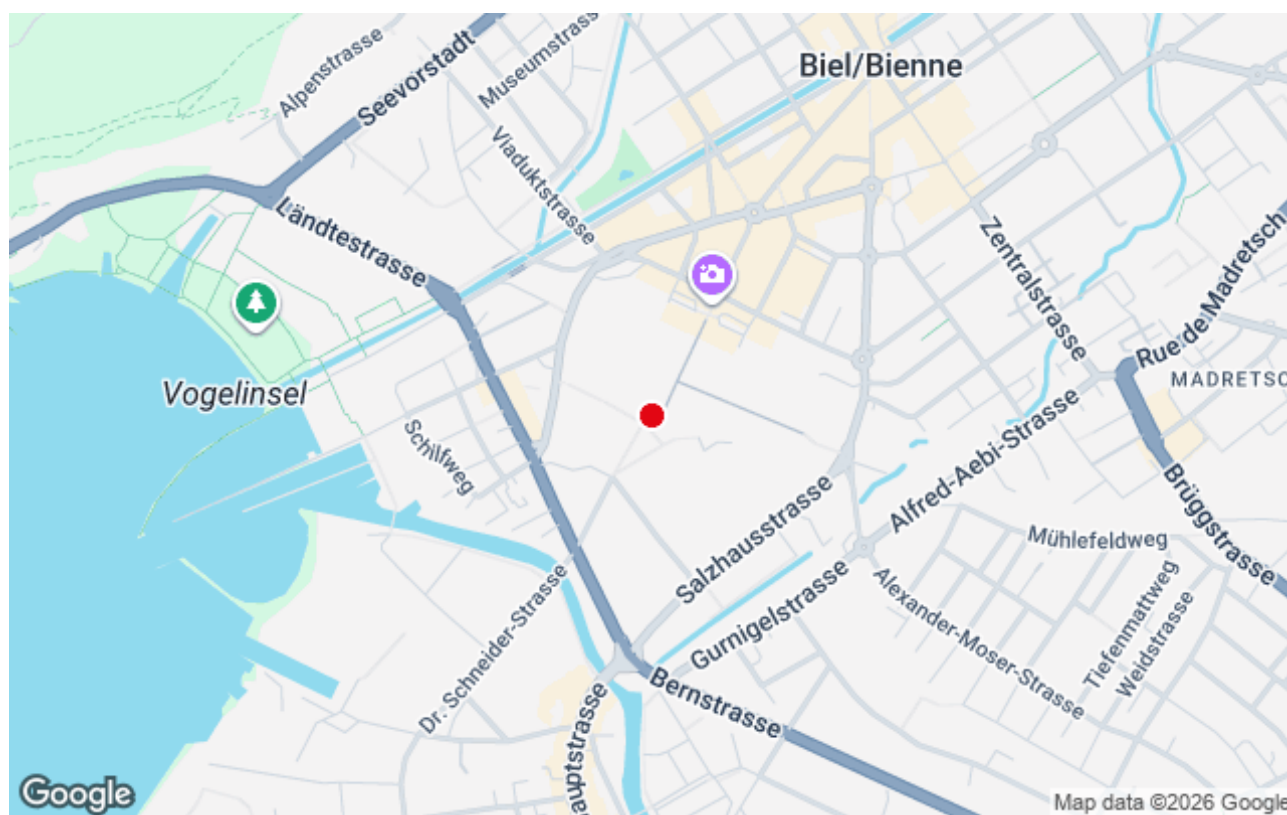 Alpenstrasse
Seevorstadt
Museumstrass
Biel/Bienne
Viaduktstrasse
Ländtestrasse
Zentralstrasse
Rue de Madretsch
Vogelinsel
MADRETSC
Schilfweg
Alfred-Aebi-Strasse
Brüggstrasse
Salzhausstrasse
Mühlefeldweg
Gurnigelstrasse
Alexander-Moser-Strasse
Tiefenmattweg
Weidstrasse
Dr. Schneider-Strasse
Bernstrasse
auptstrasse
Google
Map data ©2026 Google